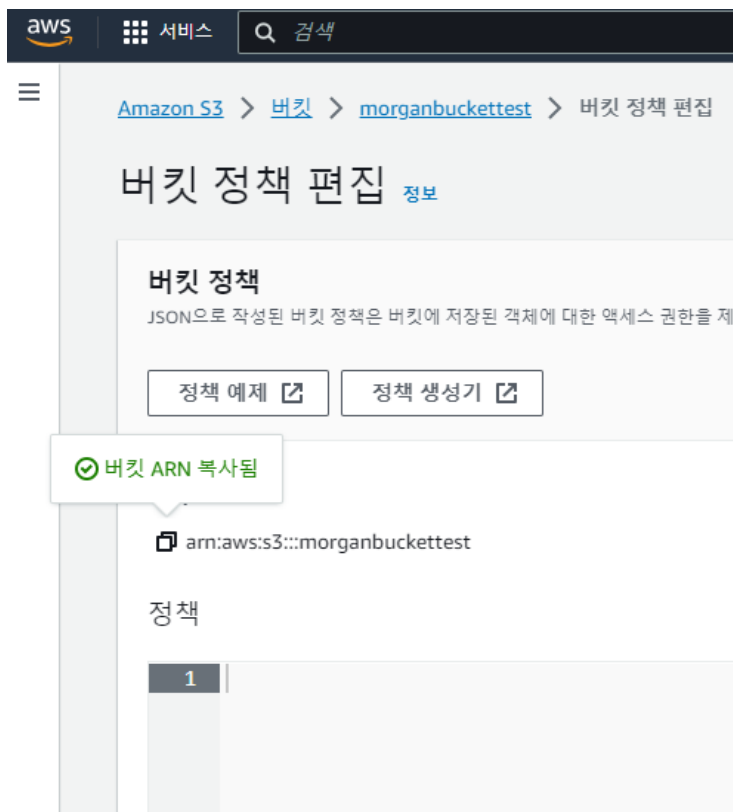 aws 서비스 검색
Amazon S3 > 버킷 > morganbuckettest > 버킷 정책 편집
버킷 정책 편집 정보
버킷 정책
JSON으로 작성된 버킷 정책은 버킷에 저장된 객체에 대한 액세스 권한을 제
정책 예제 정책 생성기
버킷 ARN 복사됨
arn:aws:s3:::morganbuckettest
정책
1